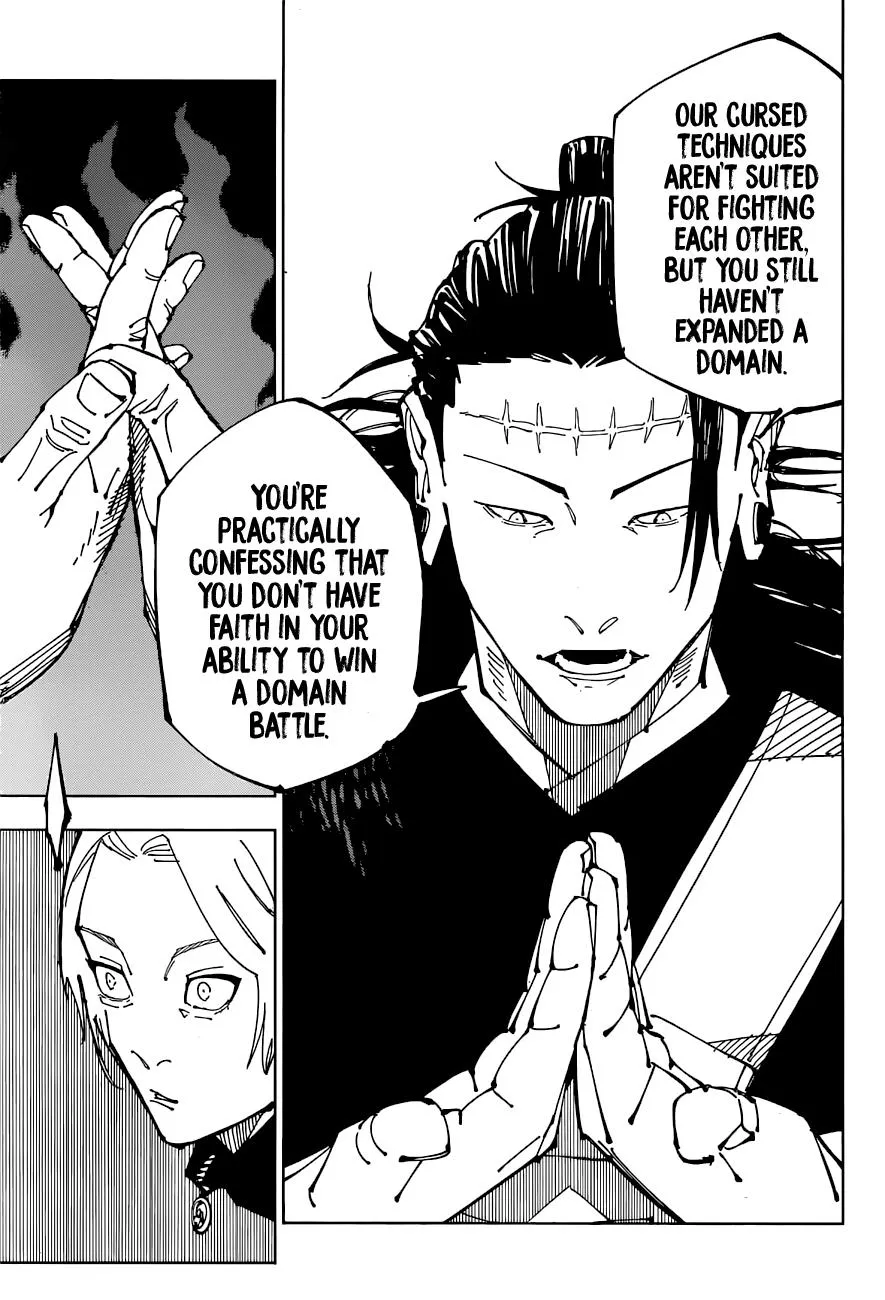 OUR CURSED
TECHNIQUES
AREN'T SUITED
FOR FIGHTING
EACH OTHER,
BUT YOU STILL
HAVEN'T
EXPANDED A
DOMAIN.
YOU'RE
PRACTICALLY
CONFESSING THAT
YOU DON'T HAVE
FAITH IN YOUR
ABILITY TO WIN
A DOMAIN
BATTLE.